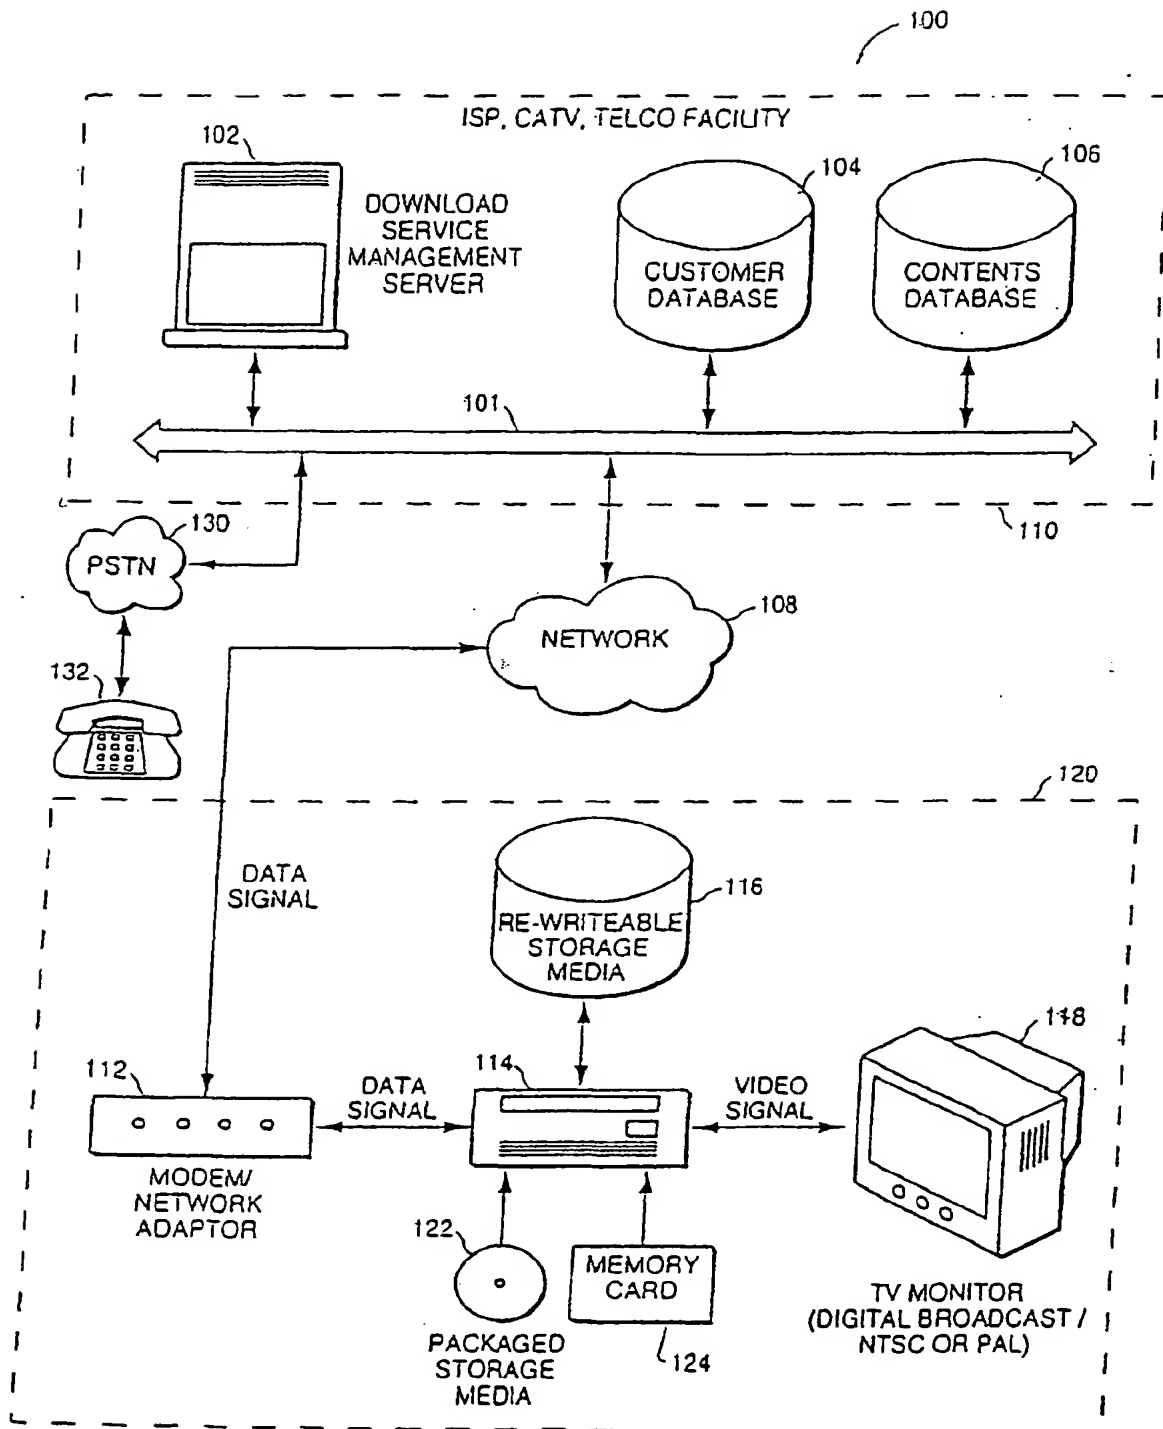 100
ISP, CATV, TELCO FACILITY
102
DOWNLOAD
SERVICE
MANAGEMENT
SERVER
104
CUSTOMER
DATABASE
106
CONTENTS
DATABASE
101
110
130
PSTN
108
NETWORK
132
120
DATA
SIGNAL
116
RE-WRITEABLE
STORAGE
MEDIA
118
112
DATA
SIGNAL
114
VIDEO
SIGNAL
MODEM/
NETWORK
ADAPTOR
122
MEMORY
CARD
124
PACKAGED
STORAGE
MEDIA
TV MONITOR
(DIGITAL BROADCAST /
NTSC OR PAL)